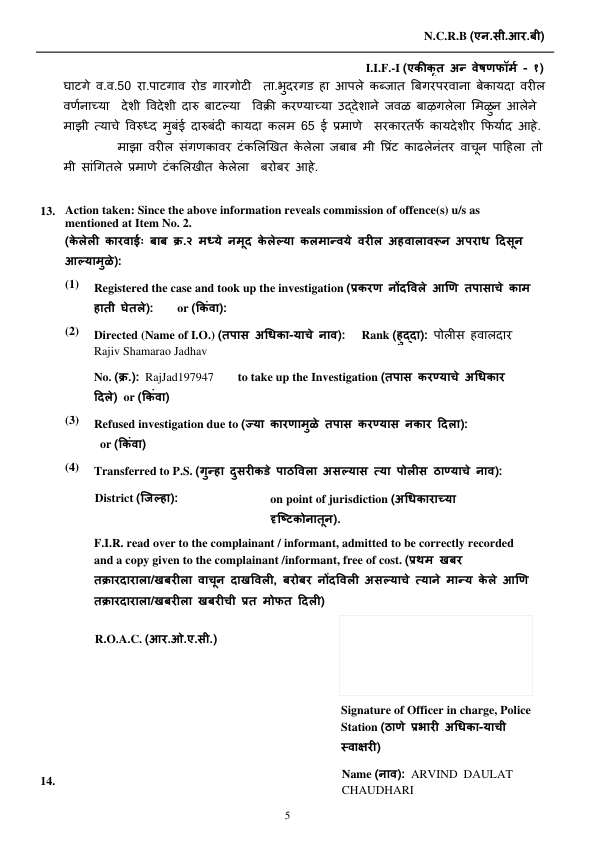 N.C.R.B (एन.सी.आर.बी)
I.I.F.-I (एकीकृत अन्वेषणफॉर्म - १)
घाटगे व.व.50 रा.पाटगाव रोड गारगोटी ता.भुदरगड हा आपले कब्जात बिगरपरवाना बेकायदा वरील
वर्णनाच्या देशी विदेशी दारु बाटल्या विक्री करण्याच्या उद्देशाने जवळ बाळगलेला मिळुन आलेने
माझी त्याचे विरुध्द मुबंई दारुबंदी कायदा कलम 65 ई प्रमाणे सरकारतर्फे कायदेशीर फिर्याद आहे.
माझा वरील संगणकावर टंकलिखित केलेला जबाब मी प्रिंट काढलेनंतर वाचून पाहिला तो
मी सांगितले प्रमाणे टंकलिखीत केलेला बरोबर आहे.
13. Action taken: Since the above information reveals commission of offence(s) u/s as
mentioned at Item No. 2.
(केलेली कारवाई: बाब क्र.२ मध्ये नमूद केलेल्या कलमान्वये वरील अहवालावरून अपराध दिसून
आल्यामुळे):
(1) Registered the case and took up the investigation (प्रकरण नोंदविले आणि तपासाचे काम
हाती घेतले): or (किंवा):
(2) Directed (Name of I.O.) (तपास अधिका-याचे नाव): Rank (हुद्दा): पोलीस हवालदार
Rajiv Shamarao Jadhav
No. (क्र.): RajJad197947 to take up the Investigation (तपास करण्याचे अधिकार
दिले) or (किंवा)
(3) Refused investigation due to (ज्या कारणामुळे तपास करण्यास नकार दिला):
or (किंवा)
(4) Transferred to P.S. (गुन्हा दुसरीकडे पाठविला असल्यास त्या पोलीस ठाण्याचे नाव):
District (जिल्हा): on point of jurisdiction (अधिकाराच्या
दृष्टिकोनातून).
F.I.R. read over to the complainant / informant, admitted to be correctly recorded
and a copy given to the complainant /informant, free of cost. (प्रथम खबर
तक्रारदाराला/खबरीला वाचून दाखविली, बरोबर नोंदविली असल्याचे त्याने मान्य केले आणि
तक्रारदाराला/खबरीला खबरीची प्रत मोफत दिली)
R.O.A.C. (आर.ओ.ए.सी.)
Signature of Officer in charge, Police
Station (ठाणे प्रभारी अधिका-याची
स्वाक्षरी)
Name (नाव): ARVIND DAULAT
CHAUDHARI
14.
5